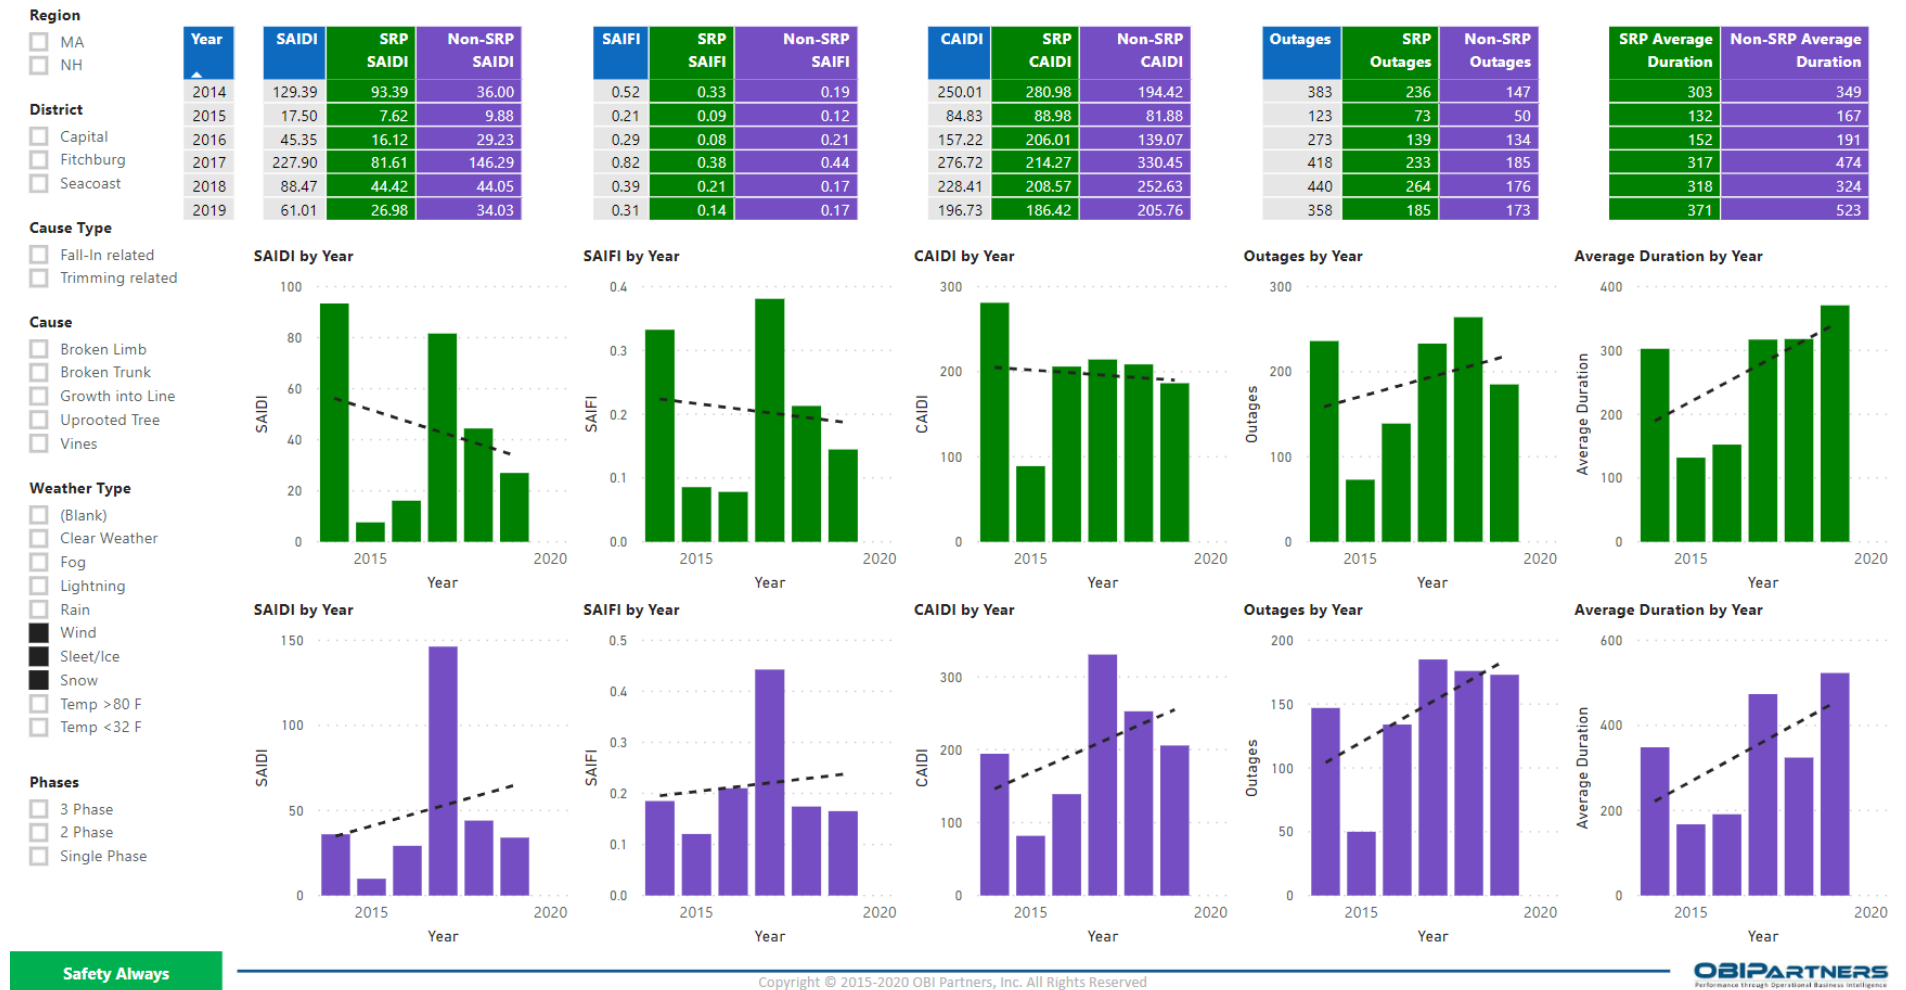 Region
MA
NH
District
Capital
Fitchburg
Seacoast
Cause Type
Fall-In related
Trimming related
Cause
Broken Limb
Broken Trunk
Growth into Line
Uprooted Tree
Vines
Weather Type
(Blank)
Clear Weather
Fog
Lightning
Rain
Wind
Sleet/Ice
Snow
Temp >80 F
Temp <32 F
Phases
3 Phase
2 Phase
Single Phase
Year SAIDI SRP SAIDI Non-SRP SAIDI SAIFI SRP SAIFI Non-SRP SAIFI CAIDI SRP CAIDI Non-SRP CAIDI Outages SRP Outages Non-SRP Outages SRP Average Duration Non-SRP Average Duration
2014 129.39 93.39 36.00 0.52 0.33 0.19 250.01 280.98 194.42 383 236 147 303 349
2015 17.50 7.62 9.88 0.21 0.09 0.12 84.83 88.98 81.88 123 73 50 132 167
2016 45.35 16.12 29.23 0.29 0.08 0.21 157.22 206.01 139.07 273 139 134 152 191
2017 227.90 81.61 146.29 0.82 0.38 0.44 276.72 214.27 330.45 418 233 185 317 474
2018 88.47 44.42 44.05 0.39 0.21 0.17 228.41 208.57 252.63 440 264 176 318 324
2019 61.01 26.98 34.03 0.31 0.14 0.17 196.73 186.42 205.76 358 185 173 371 523
SAIDI by Year
100
80
60
40
20
0
SAIDI
2015 2020
Year
SAIFI by Year
0.4
0.3
0.2
0.1
0.0
SAIFI
2015 2020
Year
CAIDI by Year
300
200
100
0
CAIDI
2015 2020
Year
Outages by Year
300
200
100
0
Outages
2015 2020
Year
Average Duration by Year
400
300
200
100
0
Average Duration
2015 2020
Year
SAIDI by Year
150
100
50
0
SAIDI
2015 2020
Year
SAIFI by Year
0.5
0.4
0.3
0.2
0.1
0.0
SAIFI
2015 2020
Year
CAIDI by Year
300
200
100
0
CAIDI
2015 2020
Year
Outages by Year
200
150
100
50
0
Outages
2015 2020
Year
Average Duration by Year
600
400
200
0
Average Duration
2015 2020
Year
Safety Always
Copyright © 2015-2020 OBI Partners, Inc. All Rights Reserved
OBIPARTNERS
Performance through Operational Business Intelligence